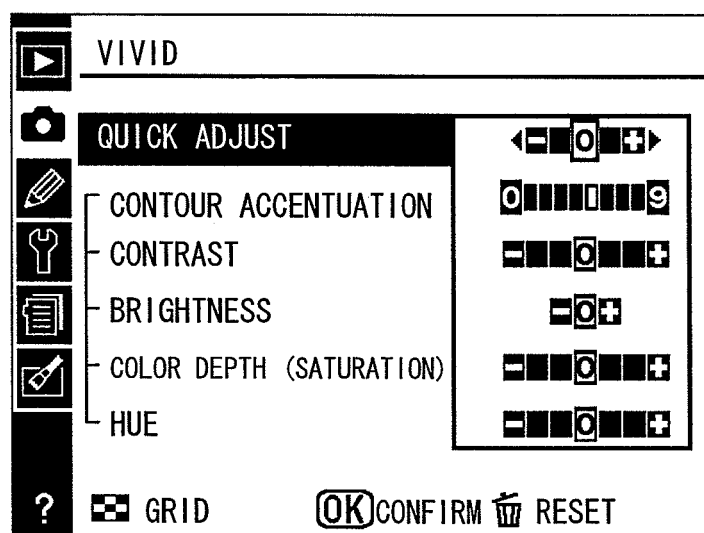 VIVID
QUICK ADJUST - 0 +
CONTOUR ACCENTUATION 0 9
CONTRAST - 0 +
BRIGHTNESS - 0 +
COLOR DEPTH (SATURATION) - 0 +
HUE - 0 +
? GRID OK CONFIRM RESET